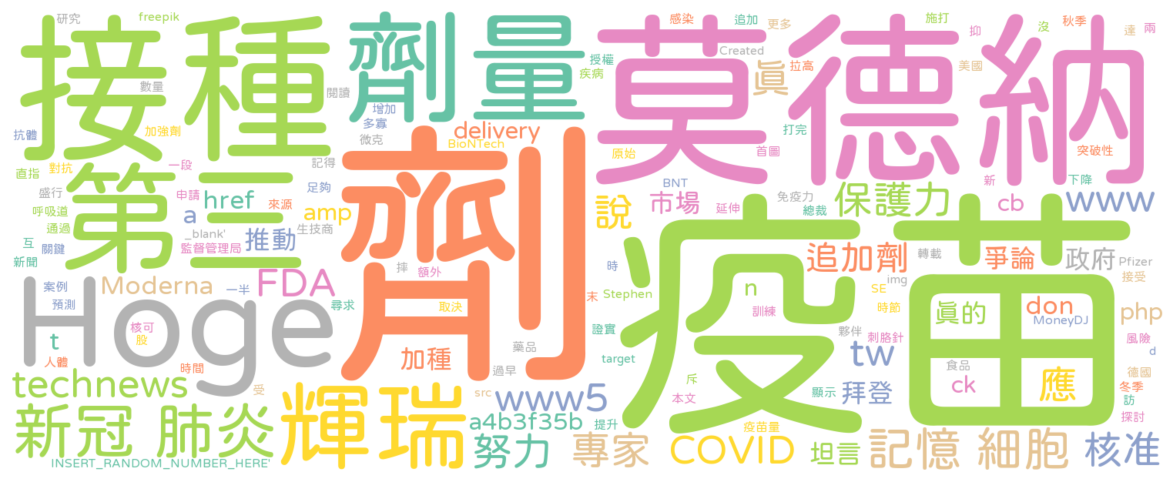 研究 freepik
接種 劑量 莫德納
感染 追加 更多 施打 抑 沒 秋季 達 兩
Created 授權 疾病 拉高 美國
數量 閱讀 真
抗體 加強劑 增加 多寡 微克 delivery BioNTech 打完 首圖 原始 突破性
直指 對抗 一段 記得
第三 劑 疫苗
盛行 申請 href 來源 足夠 BNT 免疫力 新 下降
呼吸道 通過 a amp 說 市場 延伸 總裁 保護力 cb www
互 關鍵 _blank' 推動 生技商
新聞 監督管理局 追加劑 轉載 爭論 政府 Pfizer
案例 Moderna 一半 FDA 摔 額外 時 接受
預測 Hoge 尋求 取決 末 Stephen n img SE
核可 股 訓練 時節 真的 don MoneyDJ php
t 證實 夥伴 刺胳針 風險
人體 時間 加種 藥品 target tw 食品 d
technews 受 過早 斥 顯示 拜登 ck 應 德國 冬季
src www5 本文 訪
新冠 肺炎 輝瑞 a4b3f35b 提升 疫苗量 探討
努力 專家 COVID 坦言 記憶 細胞 核准
INSERT_RANDOM_NUMBER_HERE'